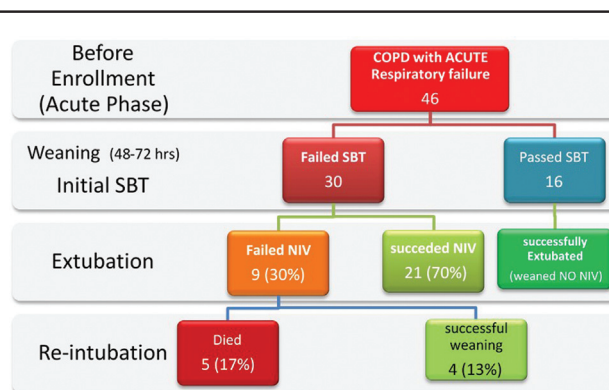 Before
Enrollment
(Acute Phase)
COPD with ACUTE
Respiratory failure
46
Weaning (48-72 hrs)
Initial SBT
Failed SBT
30
Passed SBT
16
Extubation
Failed NIV
9 (30%)
succeded NIV
21 (70%)
successfully
Extubated
(weaned NO NIV)
Re-intubation
Died
5 (17%)
successful
weaning
4 (13%)